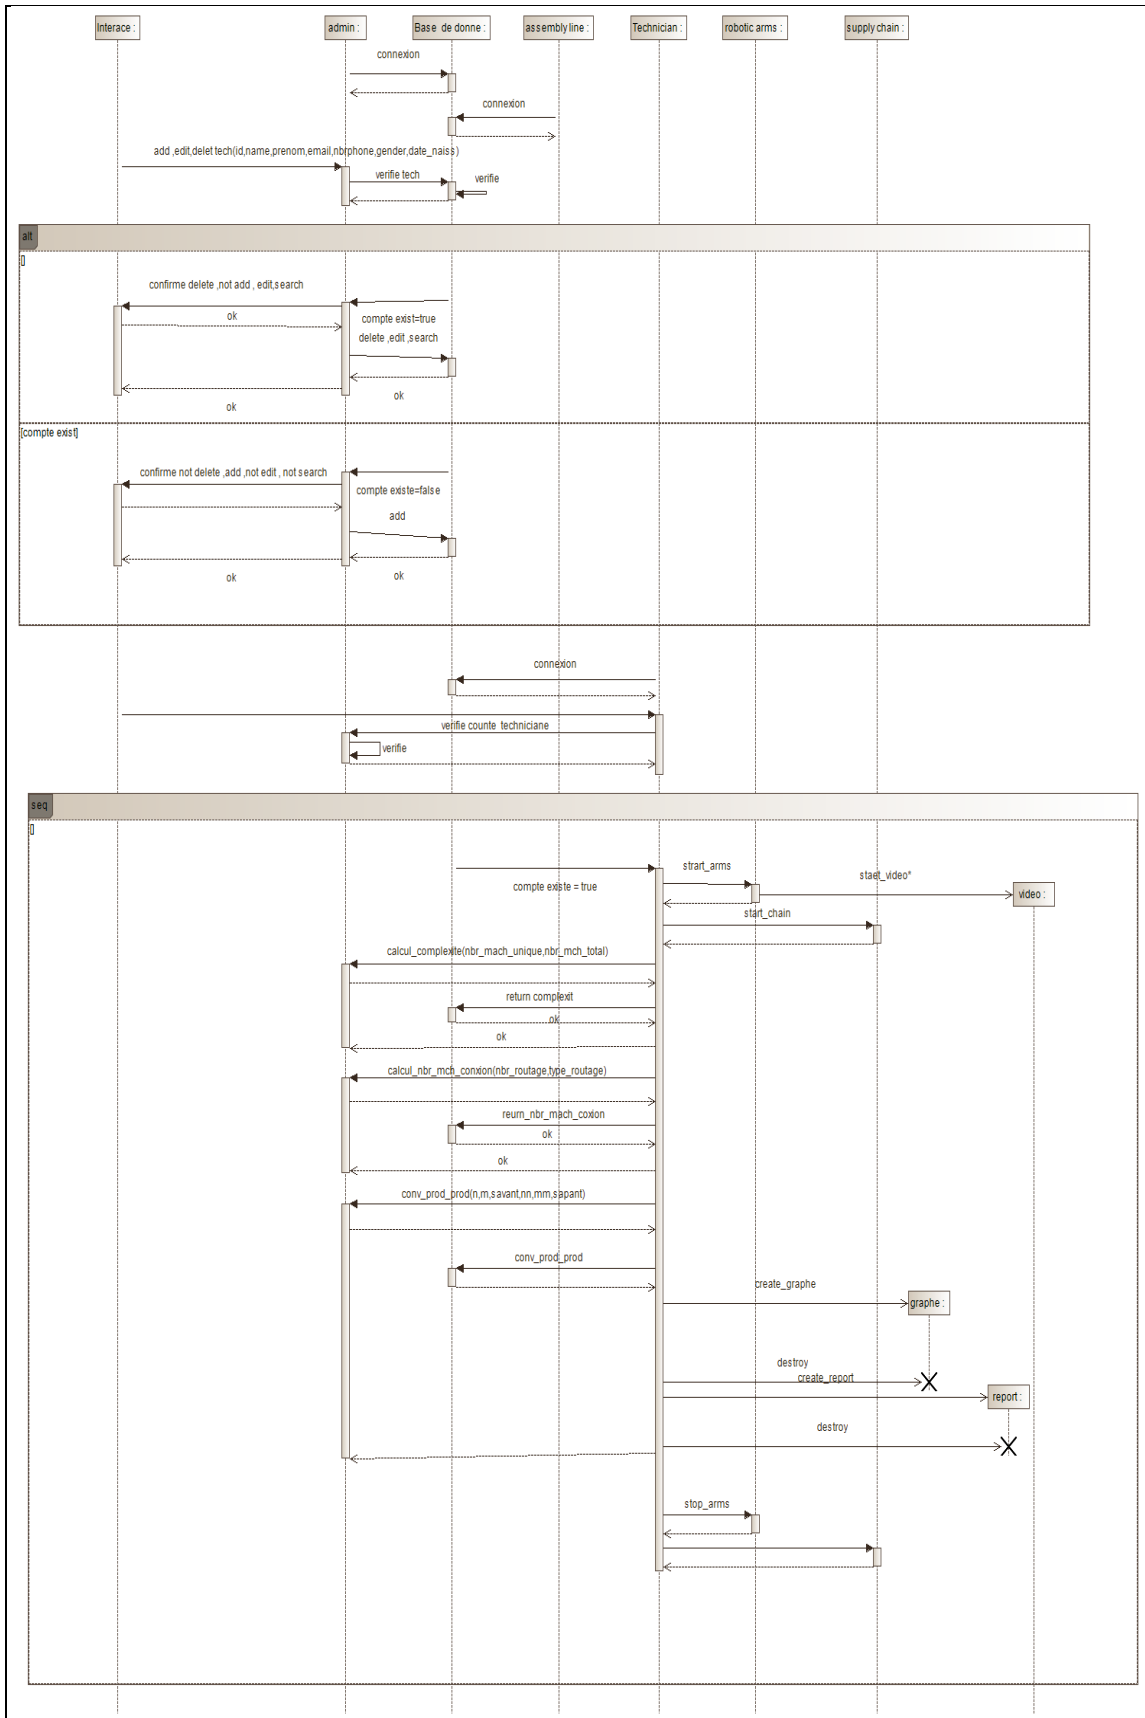 Interace :
admin :
Base de donne :
assembly line :
Technician :
robotic arms :
supply chain :
connexion
connexion
add ,edit,delet tech(id,name,prenom,email,nbrphone,gender,date_naiss)
verifie tech
verifie
alt
[]
confirme delete ,not add , edit,search
ok
compte exist=true
delete ,edit ,search
ok
ok
[compte exist]
confirme not delete ,add ,not edit , not search
compte existe=false
add
ok
ok
connexion
verifie counte techniciane
verifie
seq
[]
strart_arms
staet_video*
compte existe = true
video :
start_chain
calcul_complexite(nbr_mach_unique,nbr_mch_total)
return complexit
ok
ok
calcul_nbr_mch_conxion(nbr_routage,type_routage)
reurn_nbr_mach_coxion
ok
ok
conv_prod_prod(n,m,savant,nn,mm,sapant)
conv_prod_prod
create_graphe
graphe :
destroy
create_report
report :
destroy
stop_arms